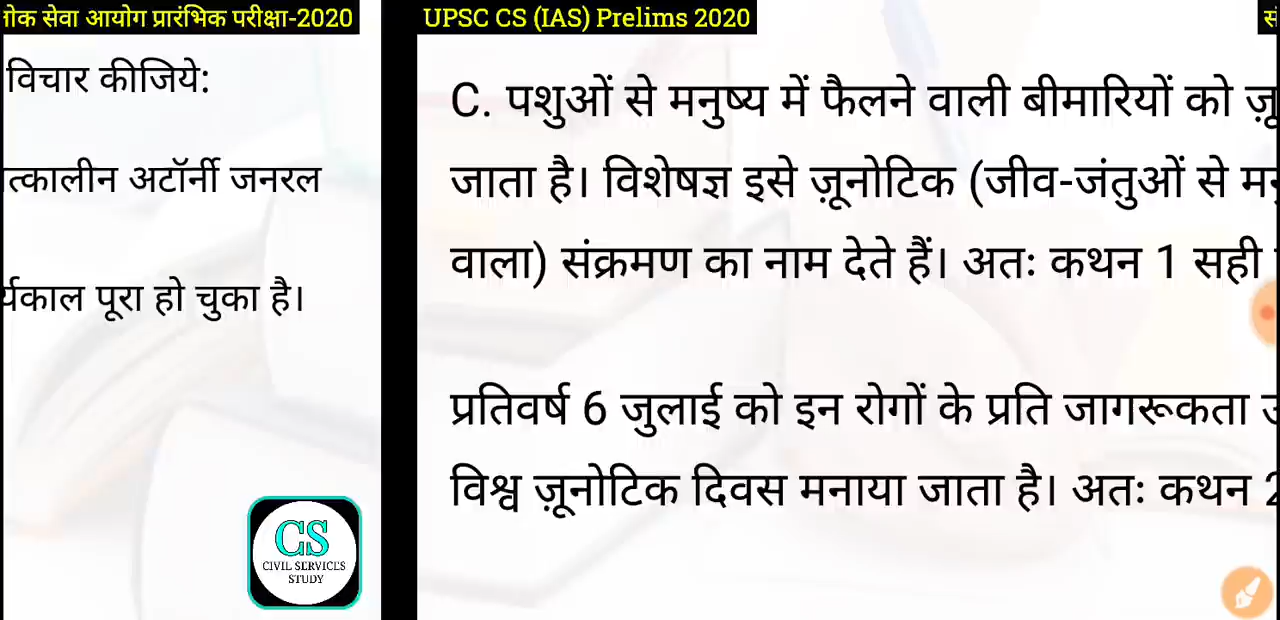 लोक सेवा आयोग प्रारंभिक परीक्षा-2020
विचार कीजिये:
तत्कालीन अटॉर्नी जनरल
कार्यकाल पूरा हो चुका है।
CS
CIVIL SERVICES
STUDY
UPSC CS (IAS) Prelims 2020
C. पशुओं से मनुष्य में फैलने वाली बीमारियों को
जाता है। विशेषज्ञ इसे ज़ूनोटिक (जीव-जंतुओं से
वाला) संक्रमण का नाम देते हैं। अतः कथन 1 सही
प्रतिवर्ष 6 जुलाई को इन रोगों के प्रति जागरूकता
विश्व ज़ूनोटिक दिवस मनाया जाता है। अतः कथन 2